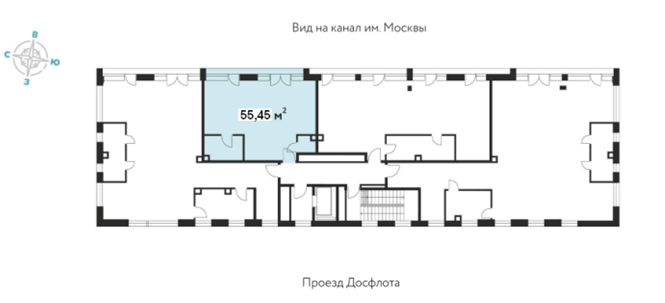 Вид на канал им. Москвы
В
С
Ю
З
55,45 м²
Проезд Досфлота